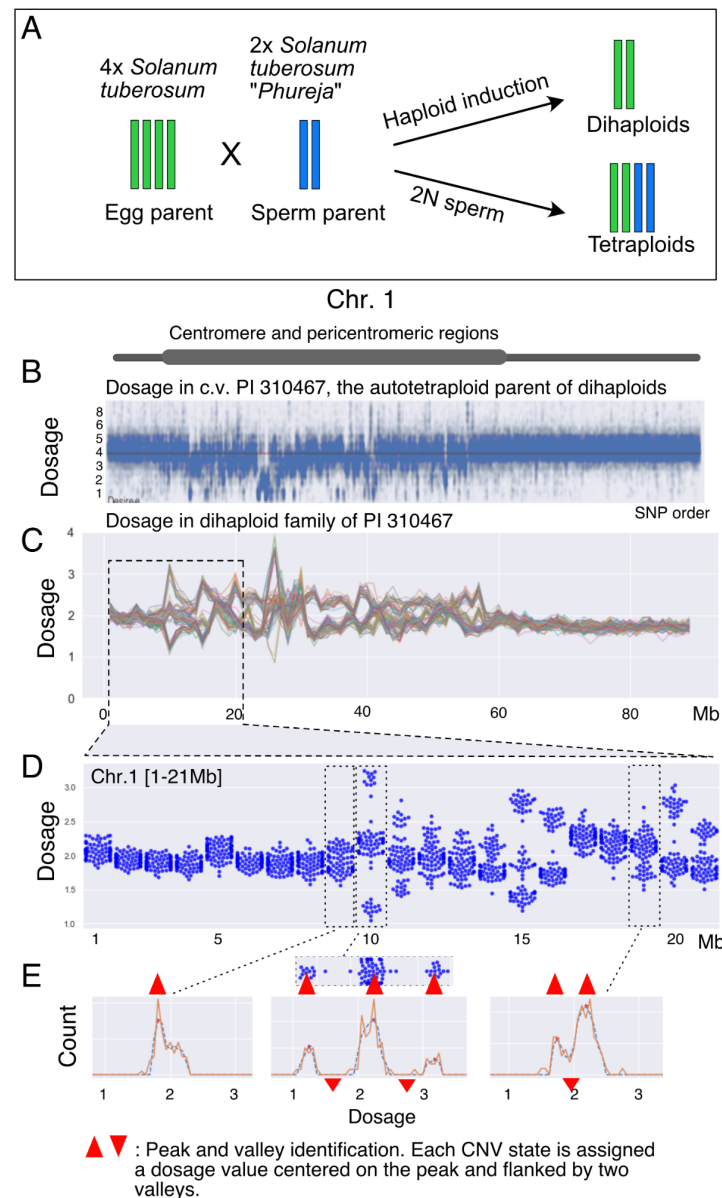 A
4x Solanum
tuberosum
2x Solanum
tuberosum
"Phureja"
X
Egg parent
Sperm parent
Haploid induction
2N sperm
Dihaploids
Tetraploids
Chr. 1
Centromere and pericentromeric regions
B
Dosage in c.v. PI 310467, the autotetraploid parent of dihaploids
Dosage
8
6
5
4
3
2
1
Desiree
SNP order
Dosage in dihaploid family of PI 310467
C
Dosage
4
3
2
1
0
0 20 40 60 80 Mb
D
Chr.1 [1-21Mb]
Dosage
3.0
2.5
2.0
1.5
1.0
1 5 10 15 20 Mb
E
Count
1 2 3 1 2 3 1 2 3
Dosage
: Peak and valley identification. Each CNV state is assigned
a dosage value centered on the peak and flanked by two
valleys.